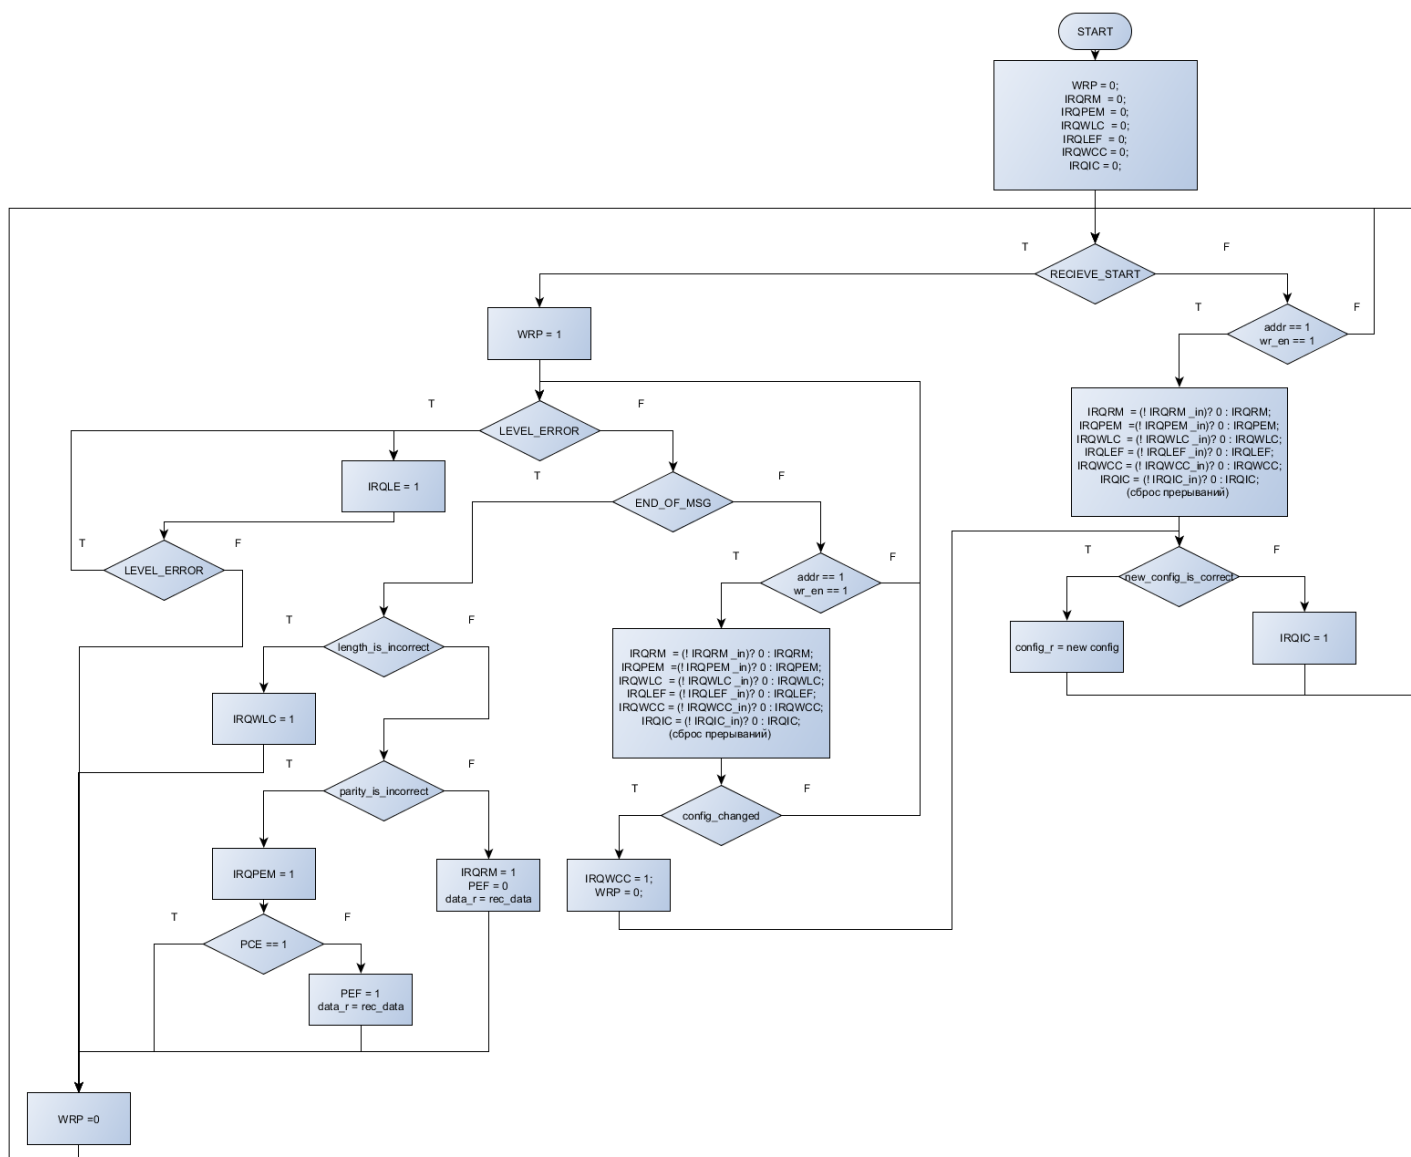 START
WRP = 0;
IRQRM = 0;
IRQPEM = 0;
IRQWLC = 0;
IRQLEF = 0;
IRQWCC = 0;
IRQIC = 0;
T
F
RECIEVE_START
T
F
WRP = 1
addr == 1
wr_en == 1
T
F
LEVEL_ERROR
IRQRM = (! IRQRM _in)? 0 : IRQRM;
IRQPEM =(! IRQPEM _in)? 0 : IRQPEM;
IRQWLC = (! IRQWLC _in)? 0 : IRQWLC;
IRQLEF = (! IRQLEF _in)? 0 : IRQLEF;
IRQWCC = (! IRQWCC_in)? 0 : IRQWCC;
IRQIC = (! IRQIC_in)? 0 : IRQIC;
(сброс прерываний)
IRQLE = 1
T
F
END_OF_MSG
T
F
LEVEL_ERROR
T
F
addr == 1
wr_en == 1
T
F
new_config_is_correct
T
F
length_is_incorrect
config_r = new config
IRQIC = 1
IRQRM = (! IRQRM _in)? 0 : IRQRM;
IRQPEM =(! IRQPEM _in)? 0 : IRQPEM;
IRQWLC = (! IRQWLC _in)? 0 : IRQWLC;
IRQLEF = (! IRQLEF _in)? 0 : IRQLEF;
IRQWCC = (! IRQWCC_in)? 0 : IRQWCC;
IRQIC = (! IRQIC_in)? 0 : IRQIC;
(сброс прерываний)
IRQWLC = 1
T
F
parity_is_incorrect
T
F
config_changed
IRQPEM = 1
IRQRM = 1
PEF = 0
data_r = rec_data
IRQWCC = 1;
WRP = 0;
T
F
PCE == 1
PEF = 1
data_r = rec_data
WRP =0